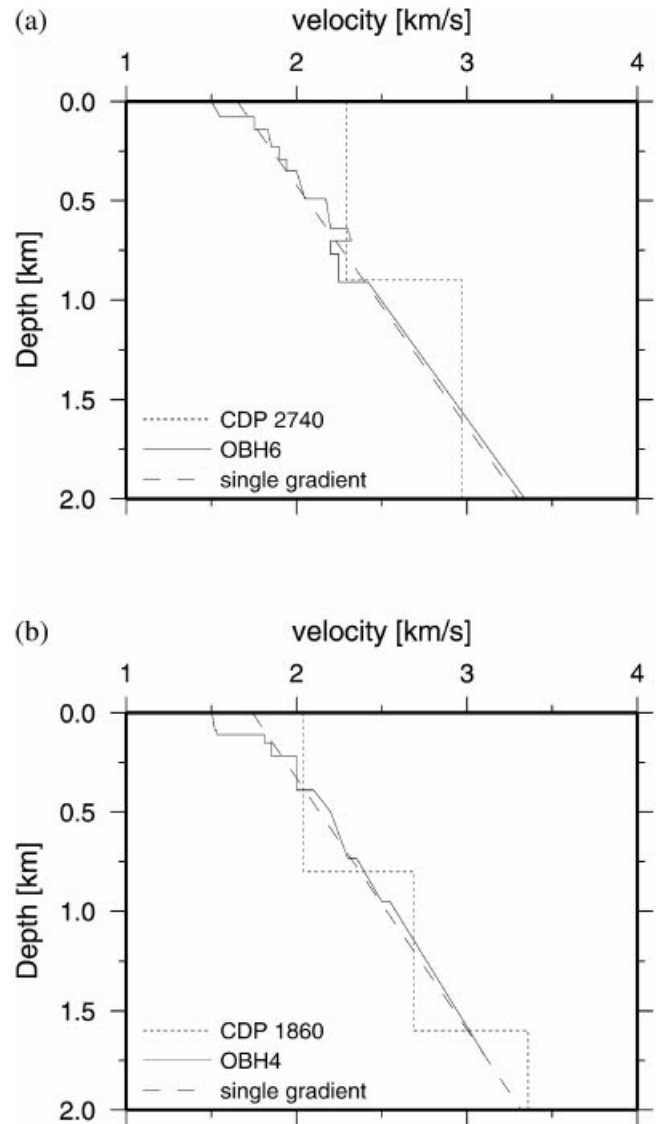 (a)
velocity [km/s]
1 2 3 4
0.0
0.5
1.0
1.5
2.0
Depth [km]
CDP 2740
OBH6
single gradient
(b)
velocity [km/s]
1 2 3 4
0.0
0.5
1.0
1.5
2.0
Depth [km]
CDP 1860
OBH4
single gradient